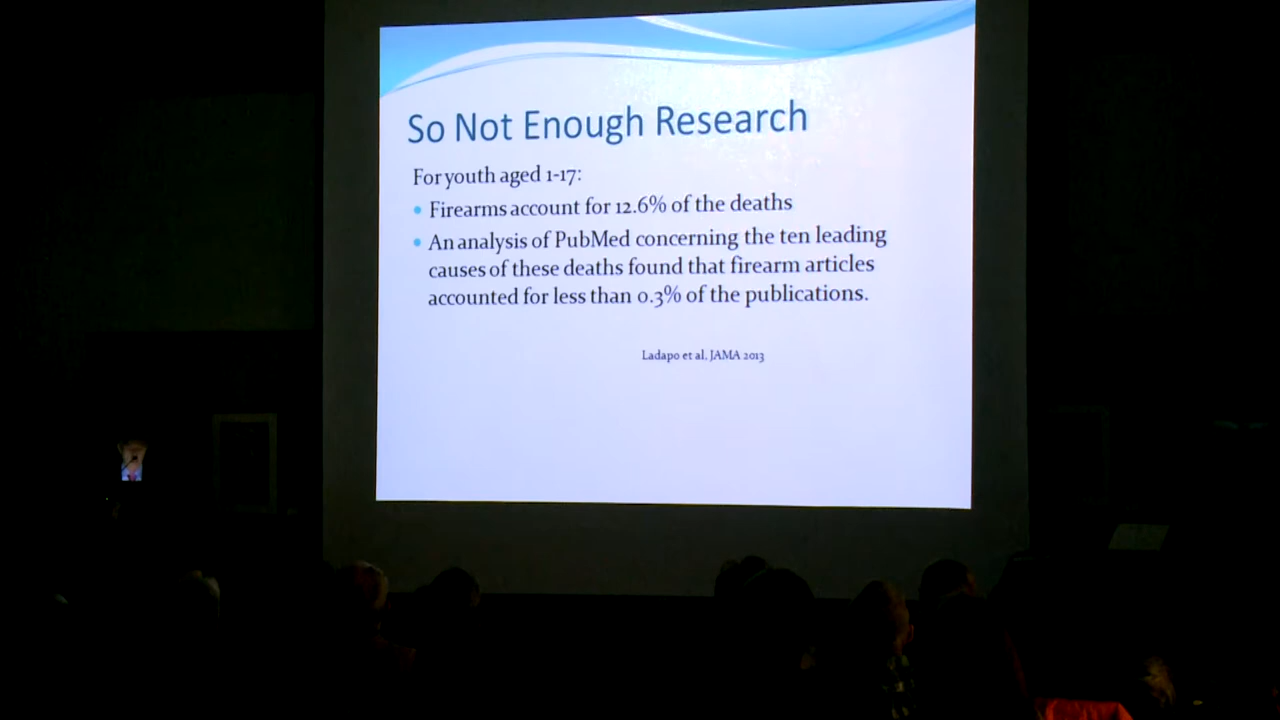 So Not Enough Research
For youth aged 1-17:
• Firearms account for 12.6% of the deaths
• An analysis of PubMed concerning the ten leading
causes of these deaths found that firearm articles
accounted for less than 0.3% of the publications.
Ladapo et al, JAMA 2013